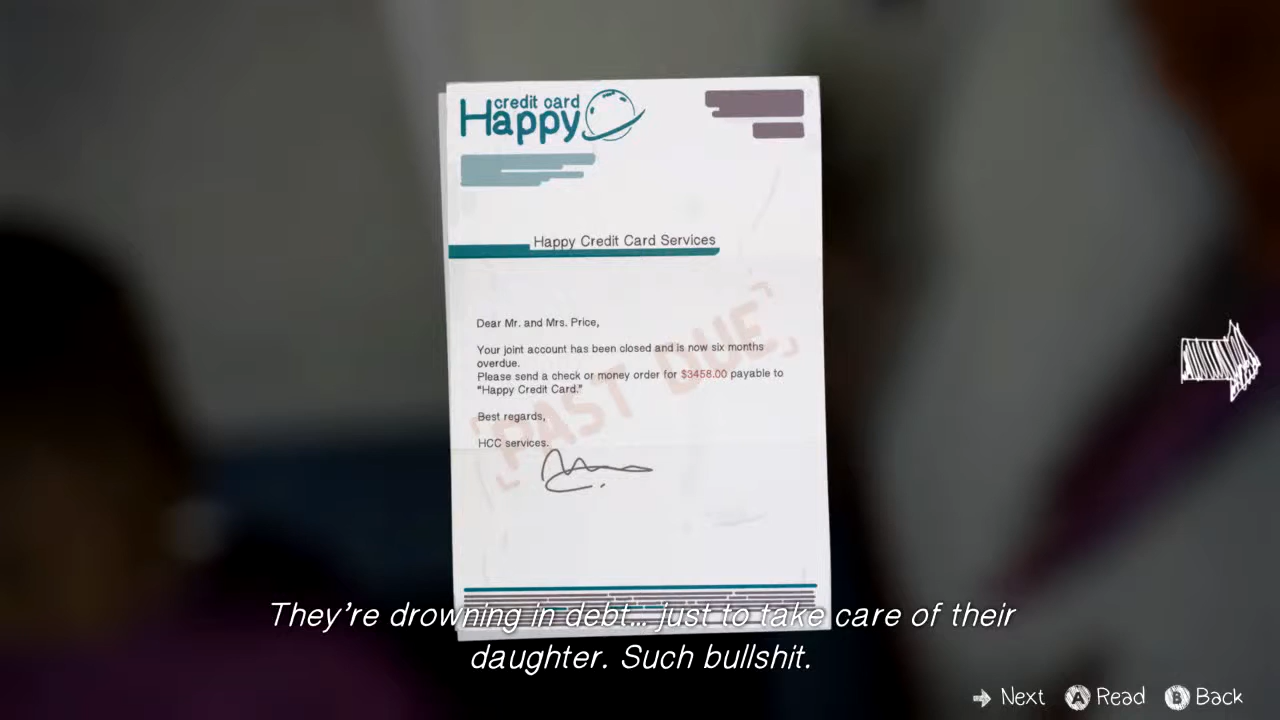 credit card
Happy
Happy Credit Card Services
Dear Mr. and Mrs. Price,
Your joint account has been closed and is now six months
overdue.
Please send a check or money order for $3458.00 payable to
"Happy Credit Card."
Best regards,
HCC services.
PAST DUE
They're drowning in debt... just to take care of their
daughter. Such bullshit.
Next A Read B Back